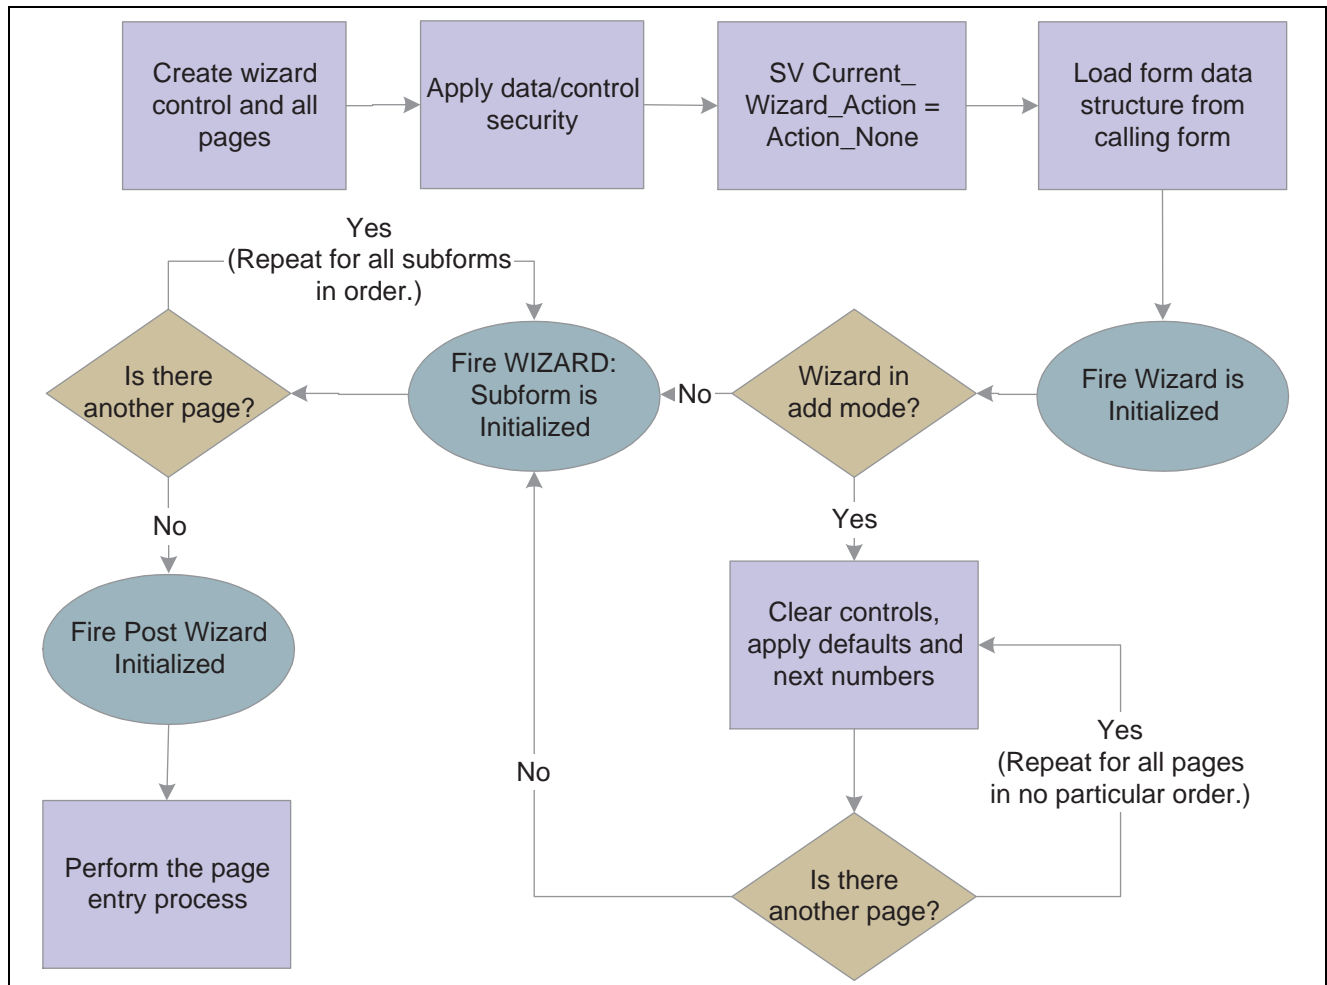 Create wizard
control and all
pages
Apply data/control
security
SV Current_
Wizard_Action =
Action_None
Load form data
structure from
calling form
Yes
(Repeat for all subforms
in order.)
Is there
another page?
Fire WIZARD:
Subform is
Initialized
No
Wizard in
add mode?
Fire Wizard is
Initialized
No
Yes
Fire Post Wizard
Initialized
Clear controls,
apply defaults and
next numbers
Yes
(Repeat for all pages
in no particular order.)
No
Perform the page
entry process
Is there
another page?